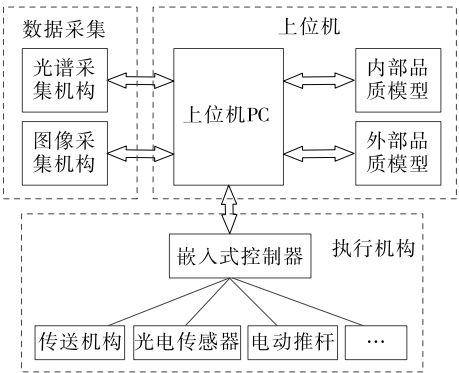 数据采集
上位机
光谱采
集机构
上位机PC
内部品
质模型
图像采
集机构
外部品
质模型
嵌入式控制器
执行机构
传送机构
光电传感器
电动推杆
…